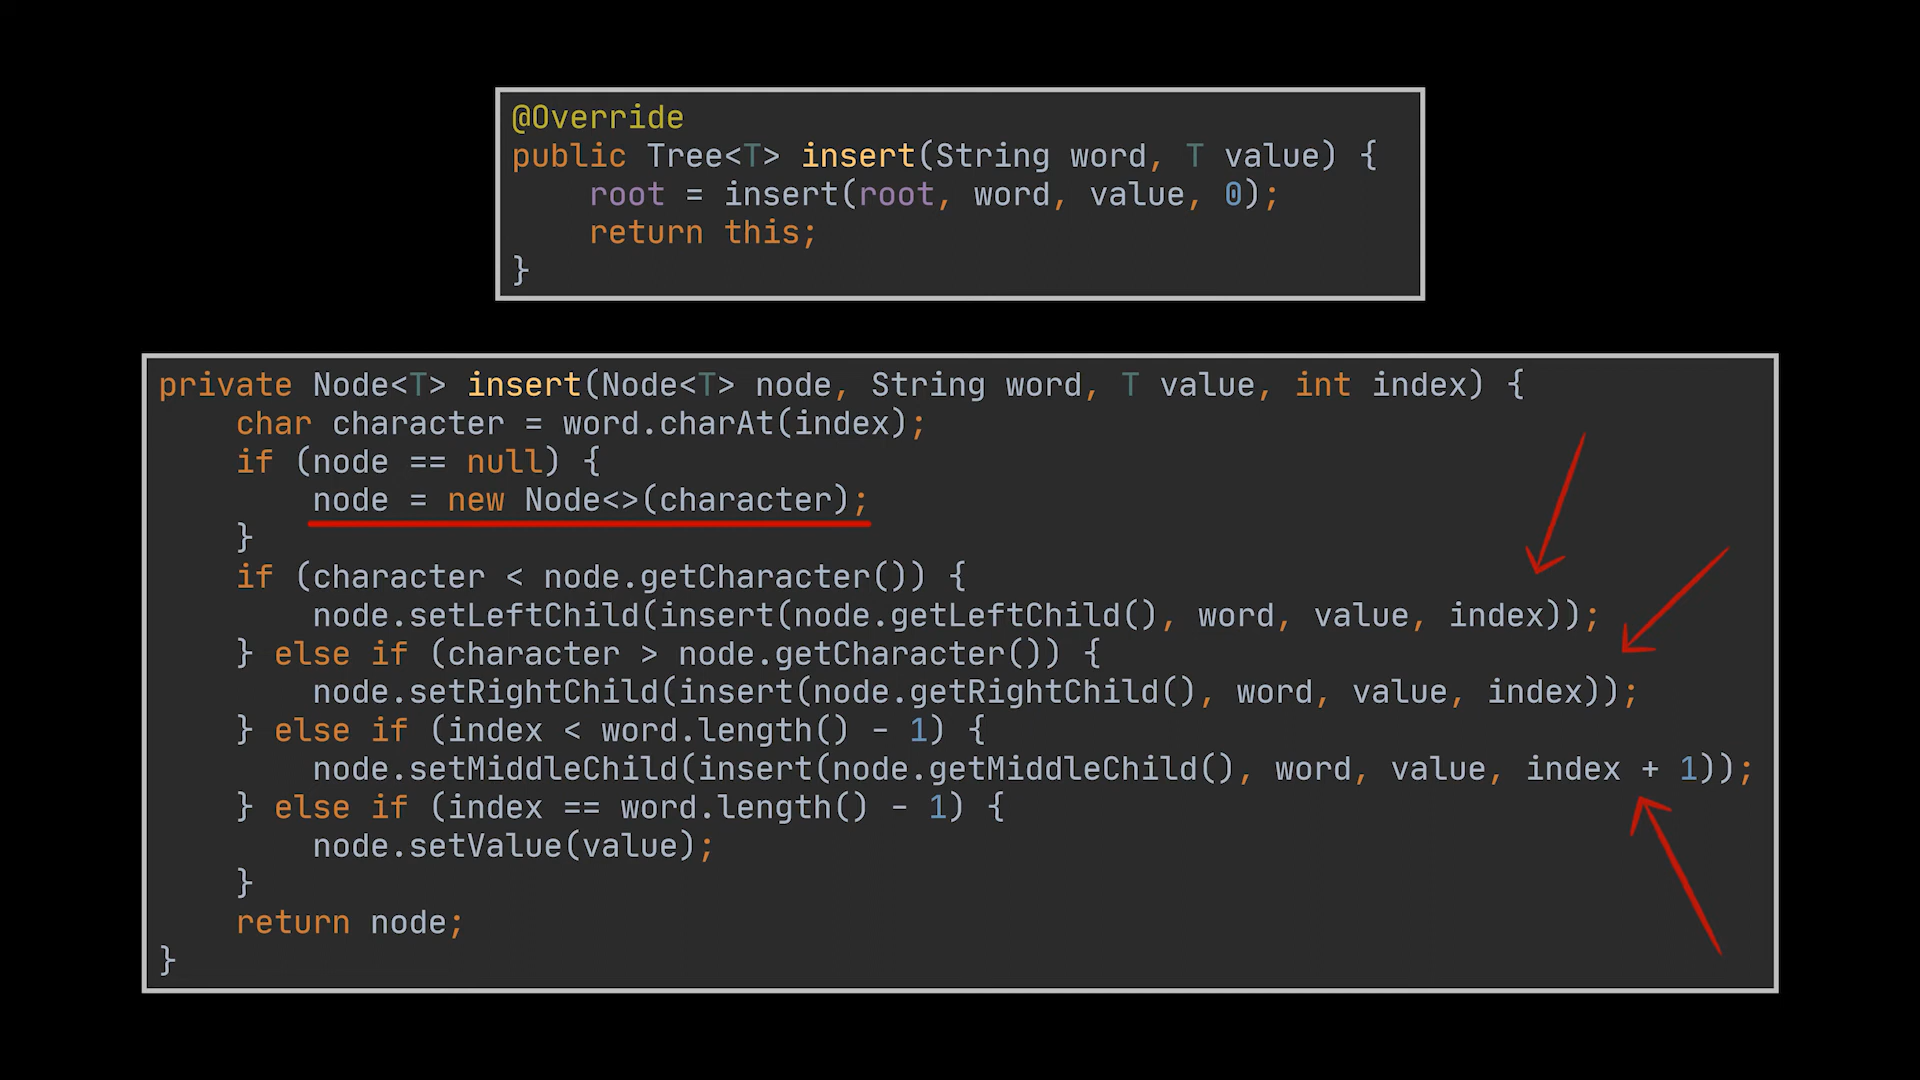 @Override
public Tree<T> insert(String word, T value) {
    root = insert(root, word, value, 0);
    return this;
}
private Node<T> insert(Node<T> node, String word, T value, int index) {
    char character = word.charAt(index);
    if (node == null) {
        node = new Node<>(character);
    }
    if (character < node.getCharacter()) {
        node.setLeftChild(insert(node.getLeftChild(), word, value, index));
    } else if (character > node.getCharacter()) {
        node.setRightChild(insert(node.getRightChild(), word, value, index));
    } else if (index < word.length() - 1) {
        node.setMiddleChild(insert(node.getMiddleChild(), word, value, index + 1));
    } else if (index == word.length() - 1) {
        node.setValue(value);
    }
    return node;
}